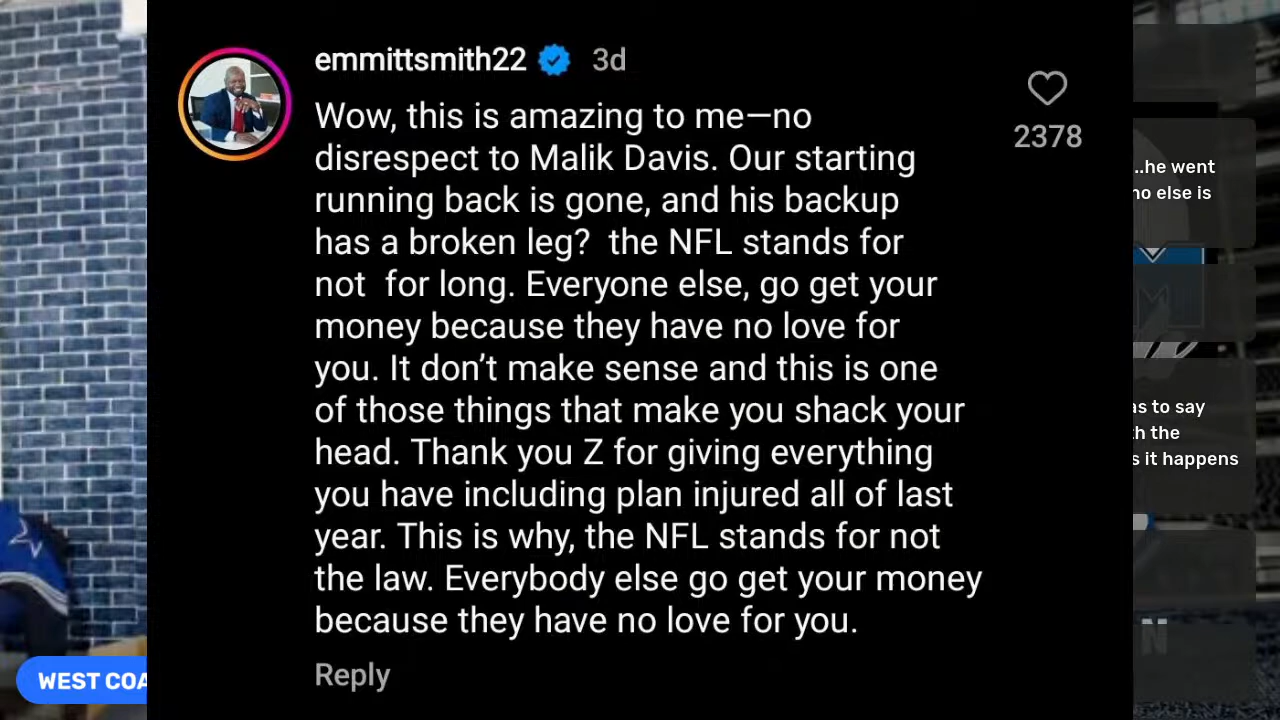 emmittsmith22 3d
Wow, this is amazing to me—no
disrespect to Malik Davis. Our starting
running back is gone, and his backup
has a broken leg?  the NFL stands for
not  for long. Everyone else, go get your
money because they have no love for
you. It don’t make sense and this is one
of those things that make you shack your
head. Thank you Z for giving everything
you have including plan injured all of last
year. This is why, the NFL stands for not
the law. Everybody else go get your money
because they have no love for you.
Reply
2378
..he went
else is
to say
the
it happens
WEST
N